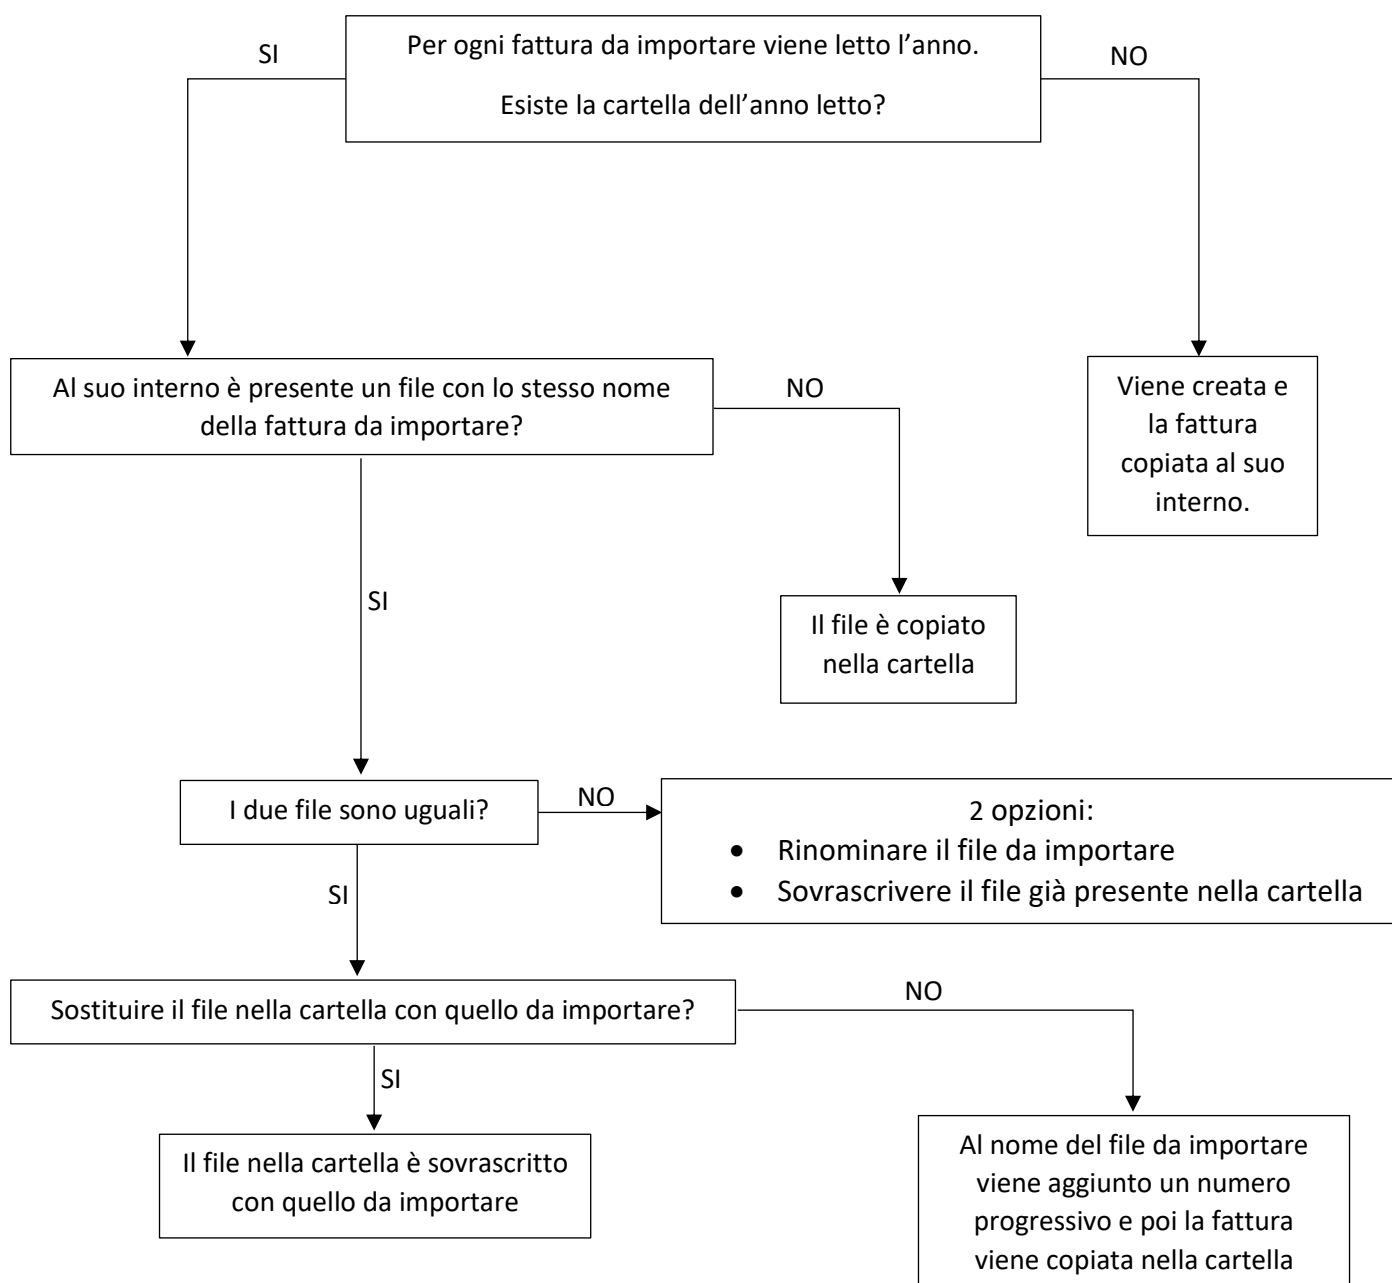 Per ogni fattura da importare viene letto l’anno.
SI
NO
Esiste la cartella dell’anno letto?
Al suo interno è presente un file con lo stesso nome
della fattura da importare?
NO
Viene creata e
la fattura
copiata al suo
interno.
SI
Il file è copiato
nella cartella
I due file sono uguali?
NO
2 opzioni:
• Rinominare il file da importare
• Sovrascrivere il file già presente nella cartella
SI
Sostituire il file nella cartella con quello da importare?
NO
SI
Il file nella cartella è sovrascritto
con quello da importare
Al nome del file da importare
viene aggiunto un numero
progressivo e poi la fattura
viene copiata nella cartella